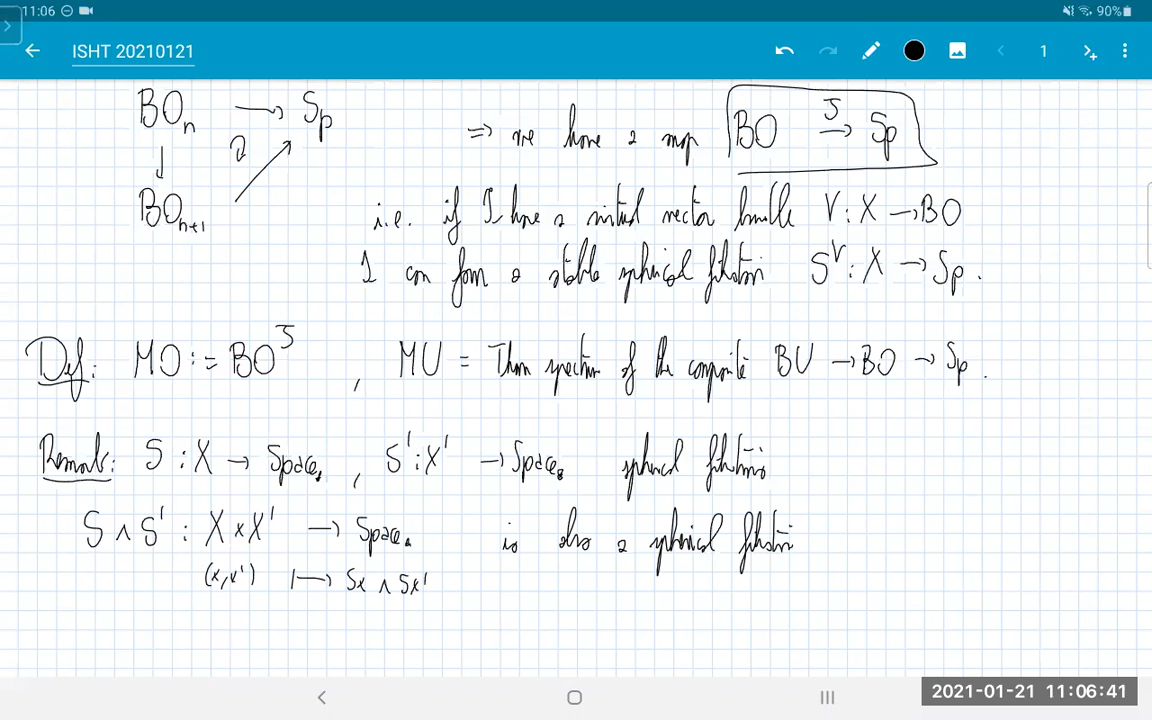 11:06
90%
ISHT 20210121
1
BOₙ → Sp
BOₙ₊₁
=> we have a map BO →ᴶ Sp
i.e. if I have a virtual vector bundle V : X → BO
I can form a stable spherical fibration Sⱽ : X → Sp.
Def: MO := BOᴶ , MU = Thom spectrum of the composite BU → BO → Sp.
Remark: S : X → Space⁎ , S' : X' → Space⁎ spherical fibrations
S ∧ S' : X × X' → Space⁎ is also a spherical fibration
(x,x') ↦ Sx ∧ Sx'
2021-01-21 11:06:41